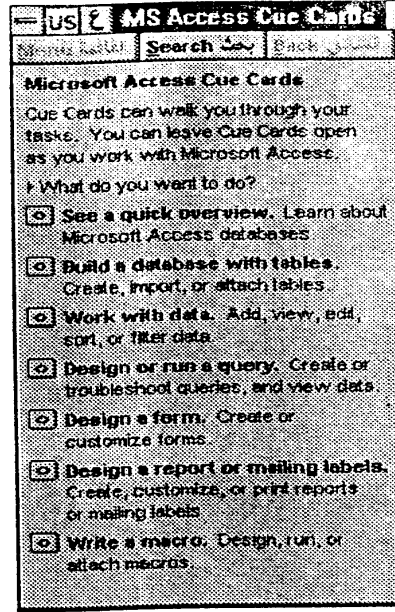 US ع MS Access Cue Cards
Menu القائمة Search بحث Back
Microsoft Access Cue Cards
Cue Cards can walk you through your
tasks. You can leave Cue Cards open
as you work with Microsoft Access.
What do you want to do?
See a quick overview. Learn about
Microsoft Access databases
Build a database with tables.
Create, import, or attach tables.
Work with data. Add, view, edit,
sort, or filter data.
Design or run a query. Create or
troubleshoot queries, and view data.
Design a form. Create or
customize forms
Design a report or mailing labels.
Create, customize, or print reports
or mailing labels
Write a macro. Design, run, or
attach macros.